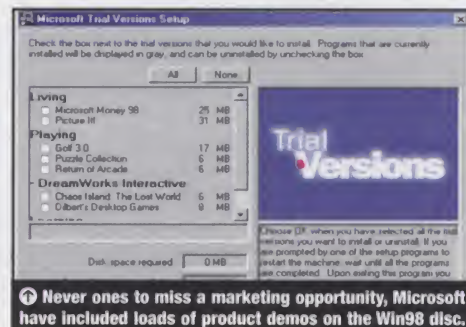 Microsoft Trial Versions Setup
Check the box next to the trial versions that you would like to install. Programs that are currently
installed will be displayed in gray, and can be uninstalled by unchecking the box
All None
Living
Microsoft Money 98 25 MB
Picture It! 31 MB
Playing
Golf 3.0 17 MB
Puzzle Collection 6 MB
Return of Arcade 6 MB
- DreamWorks Interactive
Chaos Island: The Lost World 6 MB
Dilbert's Desktop Games 9 MB
Trial
Versions
Disk space required 0 MB
Choose OK when you have selected all the trial
versions you want to install or uninstall. If you
are prompted by one of the setup programs to
restart the machine, wait until all the programs
are completed. Upon exiting this program you
Never ones to miss a marketing opportunity, Microsoft
have included loads of product demos on the Win98 disc.